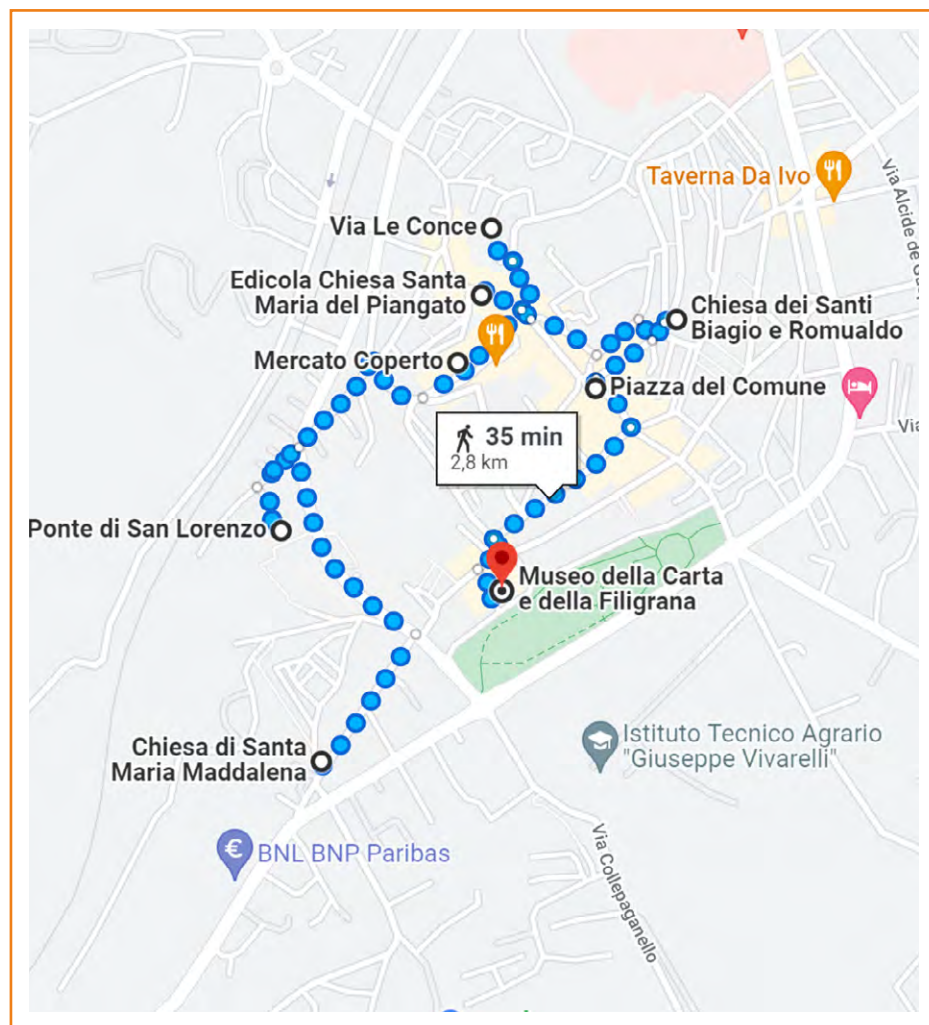 Taverna Da Ivo
Via Alcide de
Via Le Conce
Edicola Chiesa Santa
Maria del Piangato
Chiesa dei Santi
Biagio e Romualdo
Mercato Coperto
Piazza del Comune
Via
35 min
2,8 km
Ponte di San Lorenzo
Museo della Carta
e della Filigrana
Istituto Tecnico Agrario
"Giuseppe Vivarelli"
Chiesa di Santa
Maria Maddalena
€ BNL BNP Paribas
Via Collepaganello